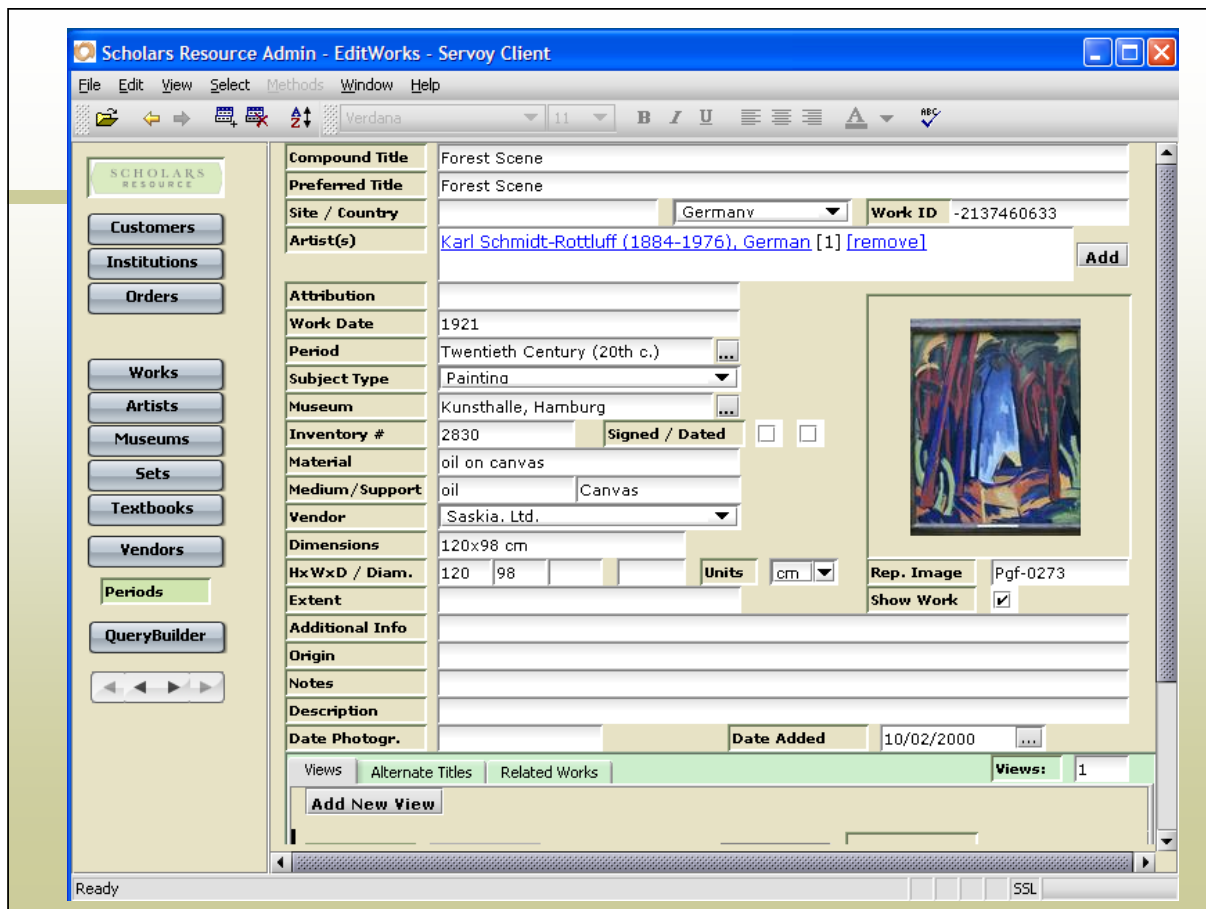 Scholars Resource Admin - EditWorks - Servoy Client
File Edit View Select Methods Window Help
Verdana 11 B I U A ABC
SCHOLARS
RESOURCE
Customers
Institutions
Orders
Works
Artists
Museums
Sets
Textbooks
Vendors
Periods
QueryBuilder
Compound Title Forest Scene
Preferred Title Forest Scene
Site / Country Germany Work ID -2137460633
Artist(s) Karl Schmidt-Rottluff (1884-1976), German [1] [remove]
Add
Attribution
Work Date 1921
Period Twentieth Century (20th c.) ...
Subject Type Painting
Museum Kunsthalle, Hamburg ...
Inventory # 2830 Signed / Dated
Material oil on canvas
Medium/Support oil Canvas
Vendor Saskia, Ltd.
Dimensions 120x98 cm
HxWxD / Diam. 120 98 Units cm Rep. Image Pgf-0273
Extent Show Work
Additional Info
Origin
Notes
Description
Date Photogr. Date Added 10/02/2000 ...
Views Alternate Titles Related Works Views: 1
Add New View
Ready SSL